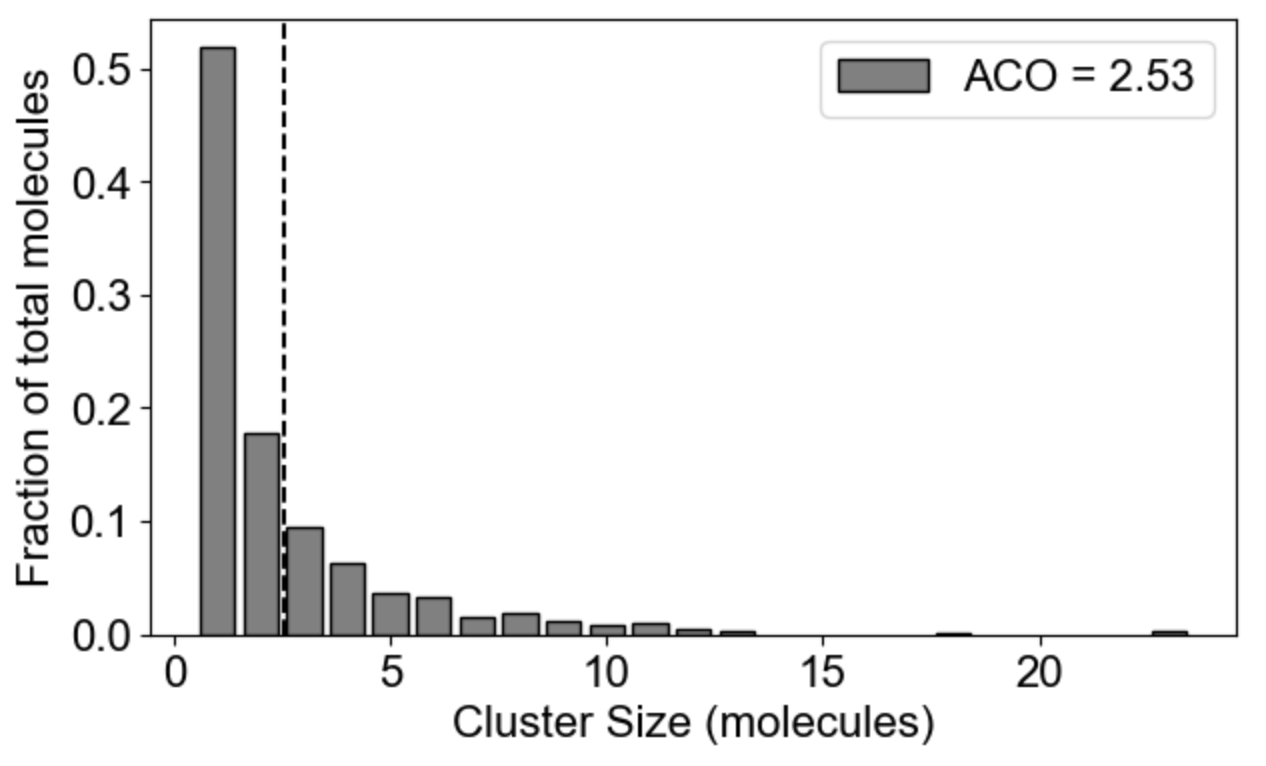 ACO = 2.53
Fraction of total molecules
0.5
0.4
0.3
0.2
0.1
0.0
0 5 10 15 20
Cluster Size (molecules)